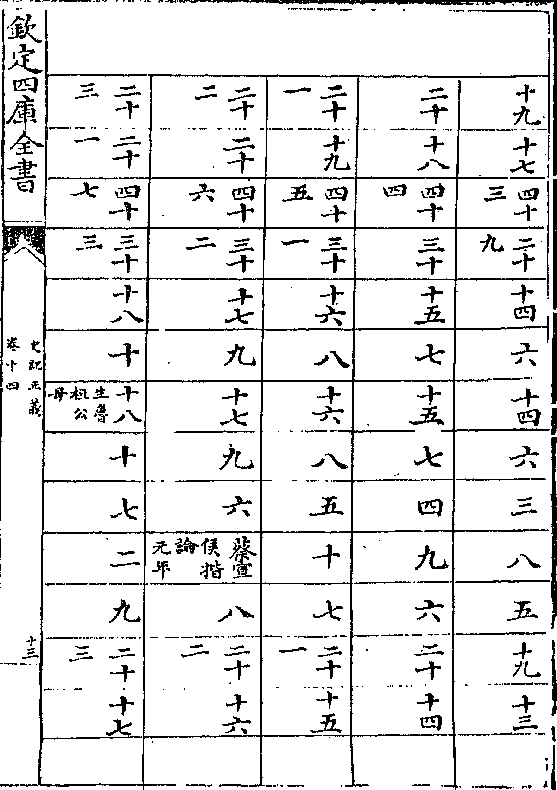 十九 十七 四十三 二十九 十四 六 十四 六 三 八 五 十九 十三
二十 十八 四十四 三十 十五 七 十五 七 四 九 六 二十 十四
二十一 十九 四十五 三十一 十六 八 十六 八 五 十 七 二十一 十五
二十二 二十 四十六 三十二 十七 九 十七 九 六 蔡宣侯揩論元年 八 二十二 十六
二十三 二十一 四十七 三十三 十八 十 十八生魯桓公母 十 七 二 九 二十三 十七
欽定四庫全書
史記正義
卷十四
十三